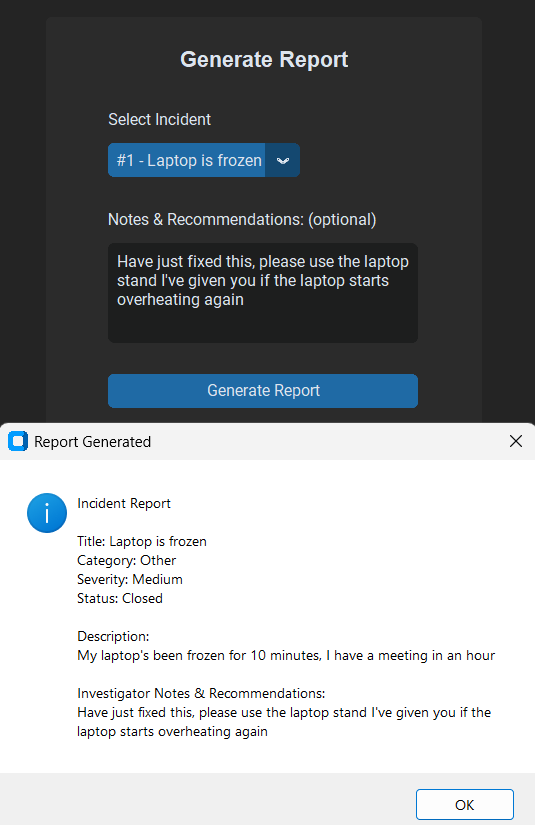 Generate Report
Select Incident
#1 - Laptop is frozen
Notes & Recommendations: (optional)
Have just fixed this, please use the laptop
stand I've given you if the laptop starts
overheating again
Generate Report
Report Generated
Incident Report
Title: Laptop is frozen
Category: Other
Severity: Medium
Status: Closed
Description:
My laptop's been frozen for 10 minutes, I have a meeting in an hour
Investigator Notes & Recommendations:
Have just fixed this, please use the laptop stand I've given you if the
laptop starts overheating again
OK